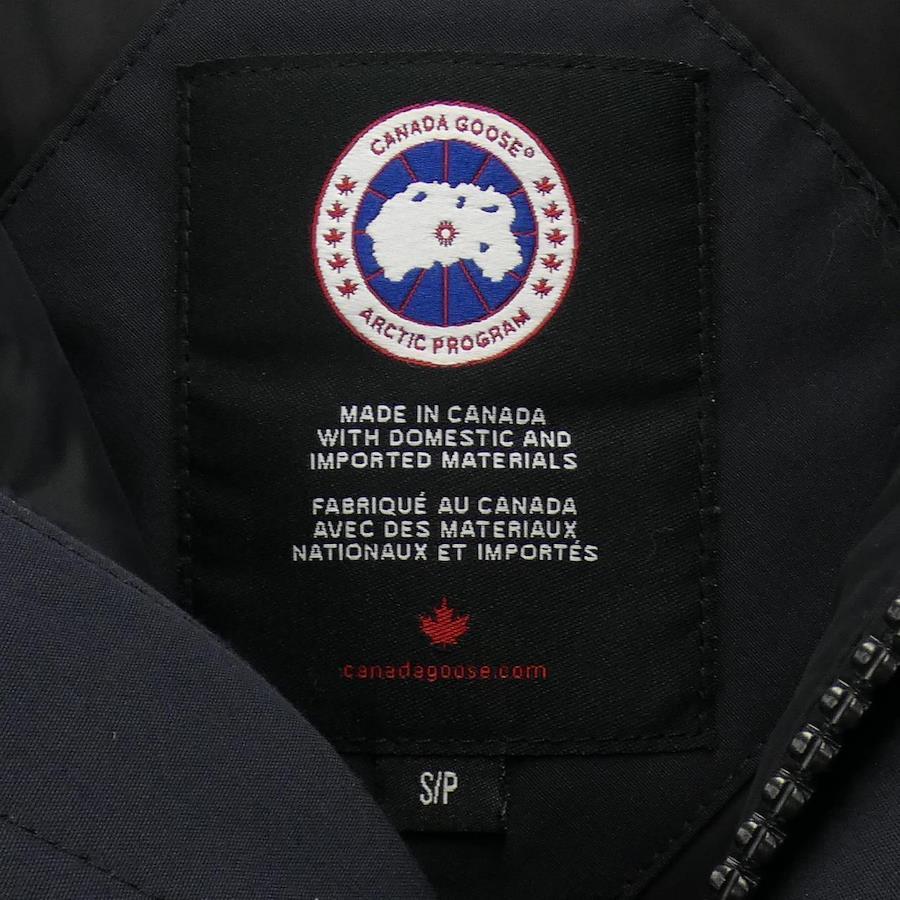 CANADA GOOSE®
ARCTIC PROGRAM
MADE IN CANADA
WITH DOMESTIC AND
IMPORTED MATERIALS
FABRIQUÉ AU CANADA
AVEC DES MATERIAUX
NATIONAUX ET IMPORTÉS
canadagoose.com
S/P